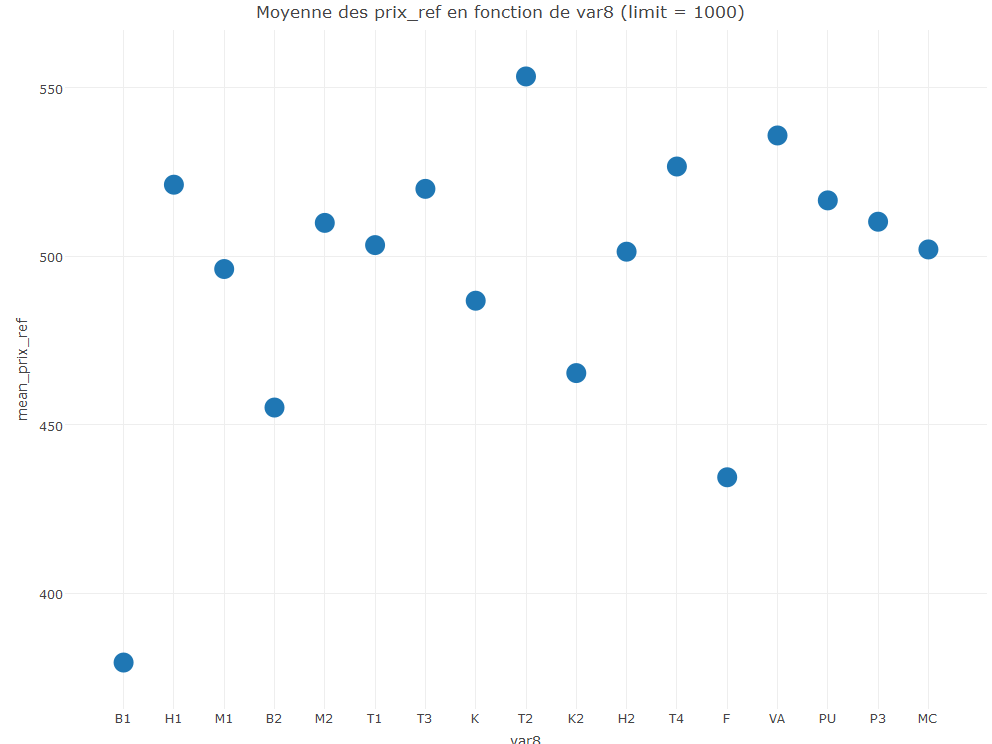 Moyenne des prix_ref en fonction de var8 (limit = 1000)
mean_prix_ref
550
500
450
400
B1 H1 M1 B2 M2 T1 T3 K T2 K2 H2 T4 F VA PU P3 MC
var8